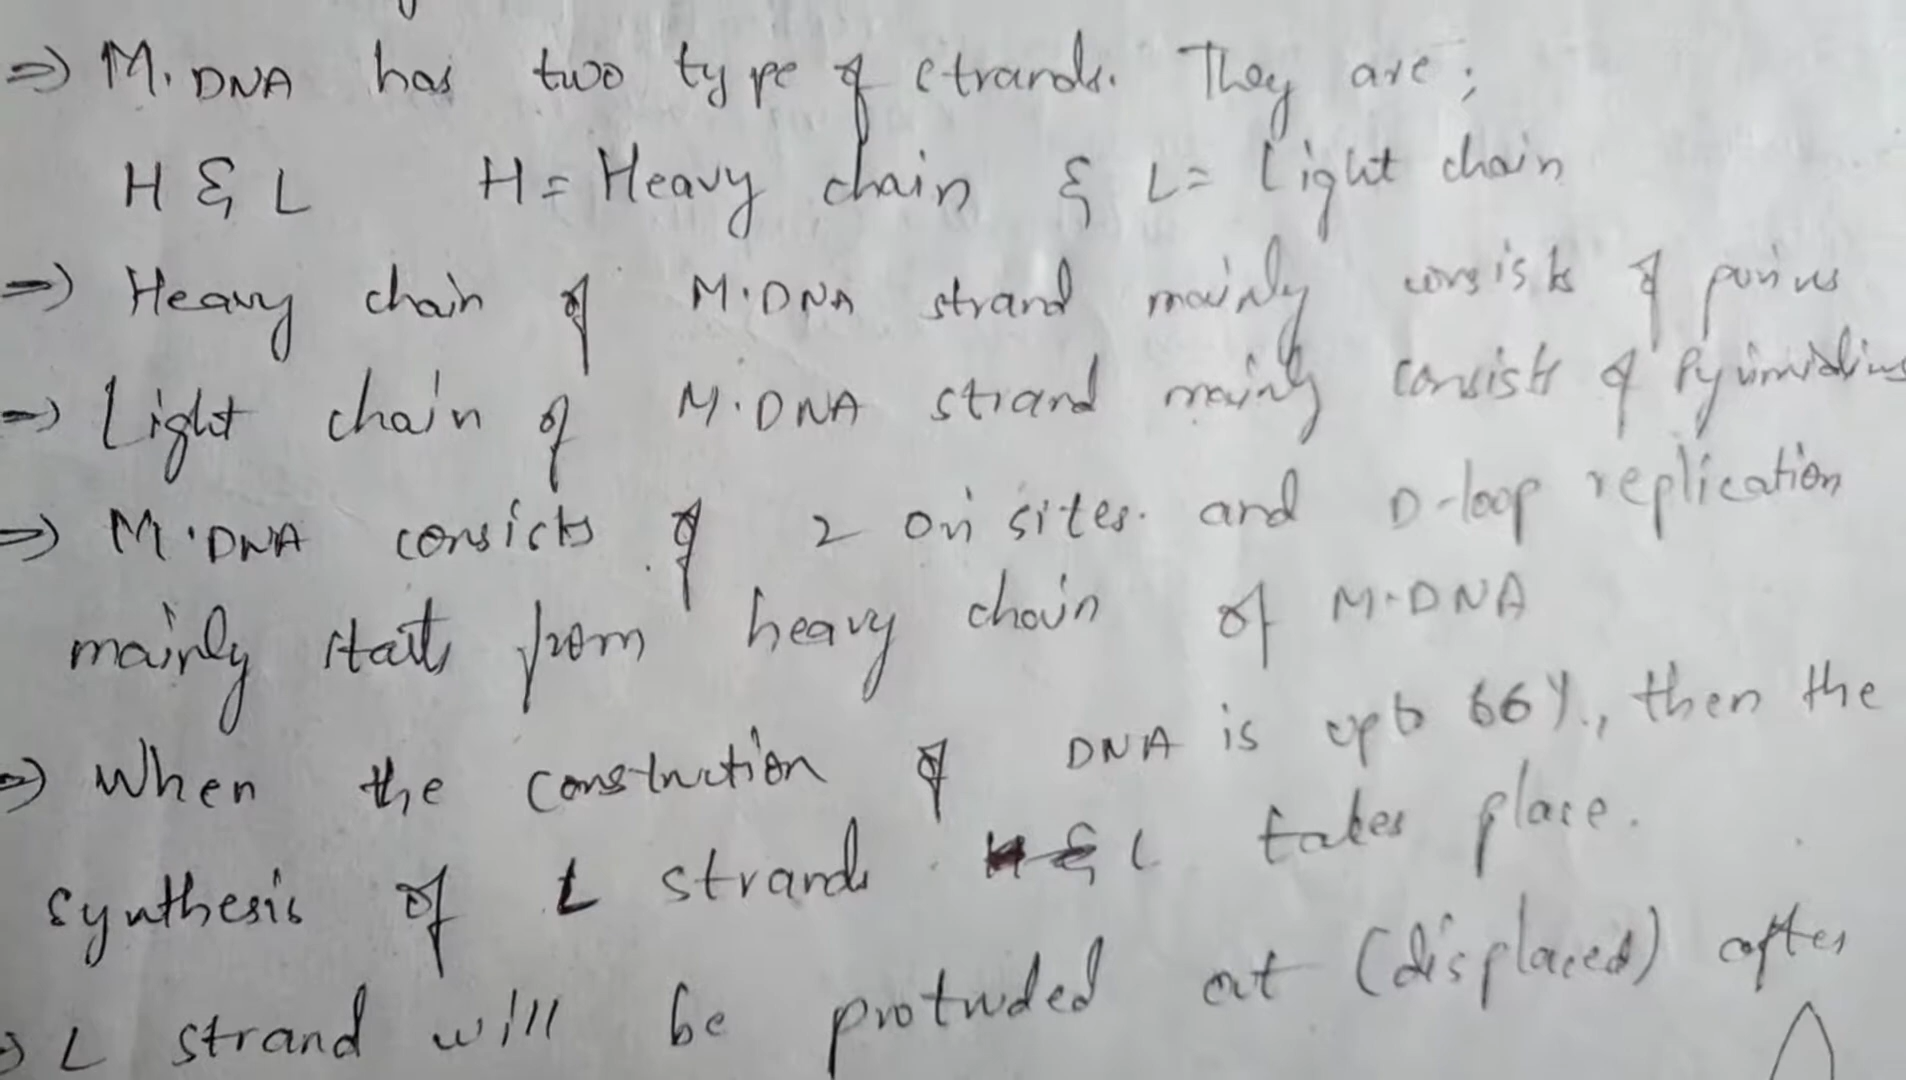 ⇒ M.DNA has two type of strands. They are;
H & L H = Heavy chain & L = Light chain
⇒ Heavy chain of M.DNA strand mainly consists of purines
⇒ Light chain of M.DNA strand mainly consists of Pyrimidins
⇒ M.DNA consists of 2 ori sites. and D-loop replication
mainly starts from heavy chain of M-DNA
⇒ When the construction of DNA is upto 66%, then the
synthesis of L strands & L takes place.
⇒ L strand will be protruded out (displaced) after